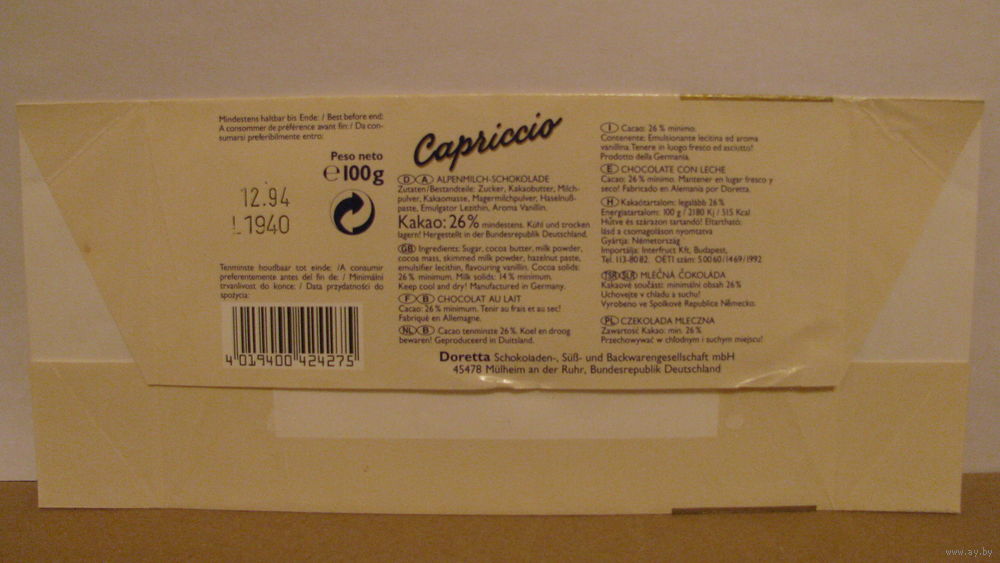 Mindestens haltbar bis Ende: / Best before end:
A consommer de préférence avant fin: / Da con-
sumarsi preferibilmente entro:
Peso neto
℮100g
12.94
L1940
Tenminste houdbaar tot einde: /A consumir
preferentemente antes del fin de: / Minimální
trvanlivost do konce: / Data przydatności do
spożycia:
4 019400 424275
Capriccio
D A ALPENMILCH-SCHOKOLADE
Zutaten/Bestandteile: Zucker, Kakaobutter, Milch-
pulver, Kakaomasse, Magermilchpulver, Haselnuß-
paste, Emulgator Lezithin, Aroma Vanillin.
Kakao: 26% mindestens. Kühl und trocken
lagern! Hergestellt in der Bundesrepublik Deutschland.
GB Ingredients: Sugar, cocoa butter, milk powder,
cocoa mass, skimmed milk powder, hazelnut paste,
emulsifier lecithin, flavouring vanillin. Cocoa solids:
26% minimum. Milk solids: 14% minimum.
Keep cool and dry! Manufactured in Germany.
F B CHOCOLAT AU LAIT
Cacao: 26% minimum. Tenir au frais et au sec!
Fabriqué en Allemagne.
NL B Cacao tenminste 26%. Koel en droog
bewaren! Geproduceerd in Duitsland.
I Cacao: 26% minimo.
Contenente: Emulsionante lecitina ed aroma
vanillina. Tenere in luogo fresco ed asciutto!
Prodotto della Germania.
E CHOCOLATE CON LECHE
Cacao: 26% minimo. Mantener en lugar fresco y
seco! Fabricado en Alemania por Doretta.
H Kakaótartalom: legalább 26%
Energiatartalom: 100 g / 2180 Kj / 515 Kcal
Hűtve és szárazon tartandó! Eltartható:
lásd a csomagoláson nyomtatva
Gyártja: Németország
Importálja: Interfruct Kft, Budapest,
Tel. 113-80 82. OÉTI szám: 5.00 60 / 1469 / 1992
MLÉČNÁ ČOKOLÁDA
Kakaové součásti: minimální obsah 26%
Uchovejte v chladu a suchu!
Vyrobeno ve Spolkové Republice Německo.
PL CZEKOLADA MLECZNA
Zawartość Kakao: min. 26%
Przechowywać w chłodnym i suchym miejscu!
Doretta Schokoladen-, Süß- und Backwarengesellschaft mbH
45478 Mülheim an der Ruhr, Bundesrepublik Deutschland
www.ay.by